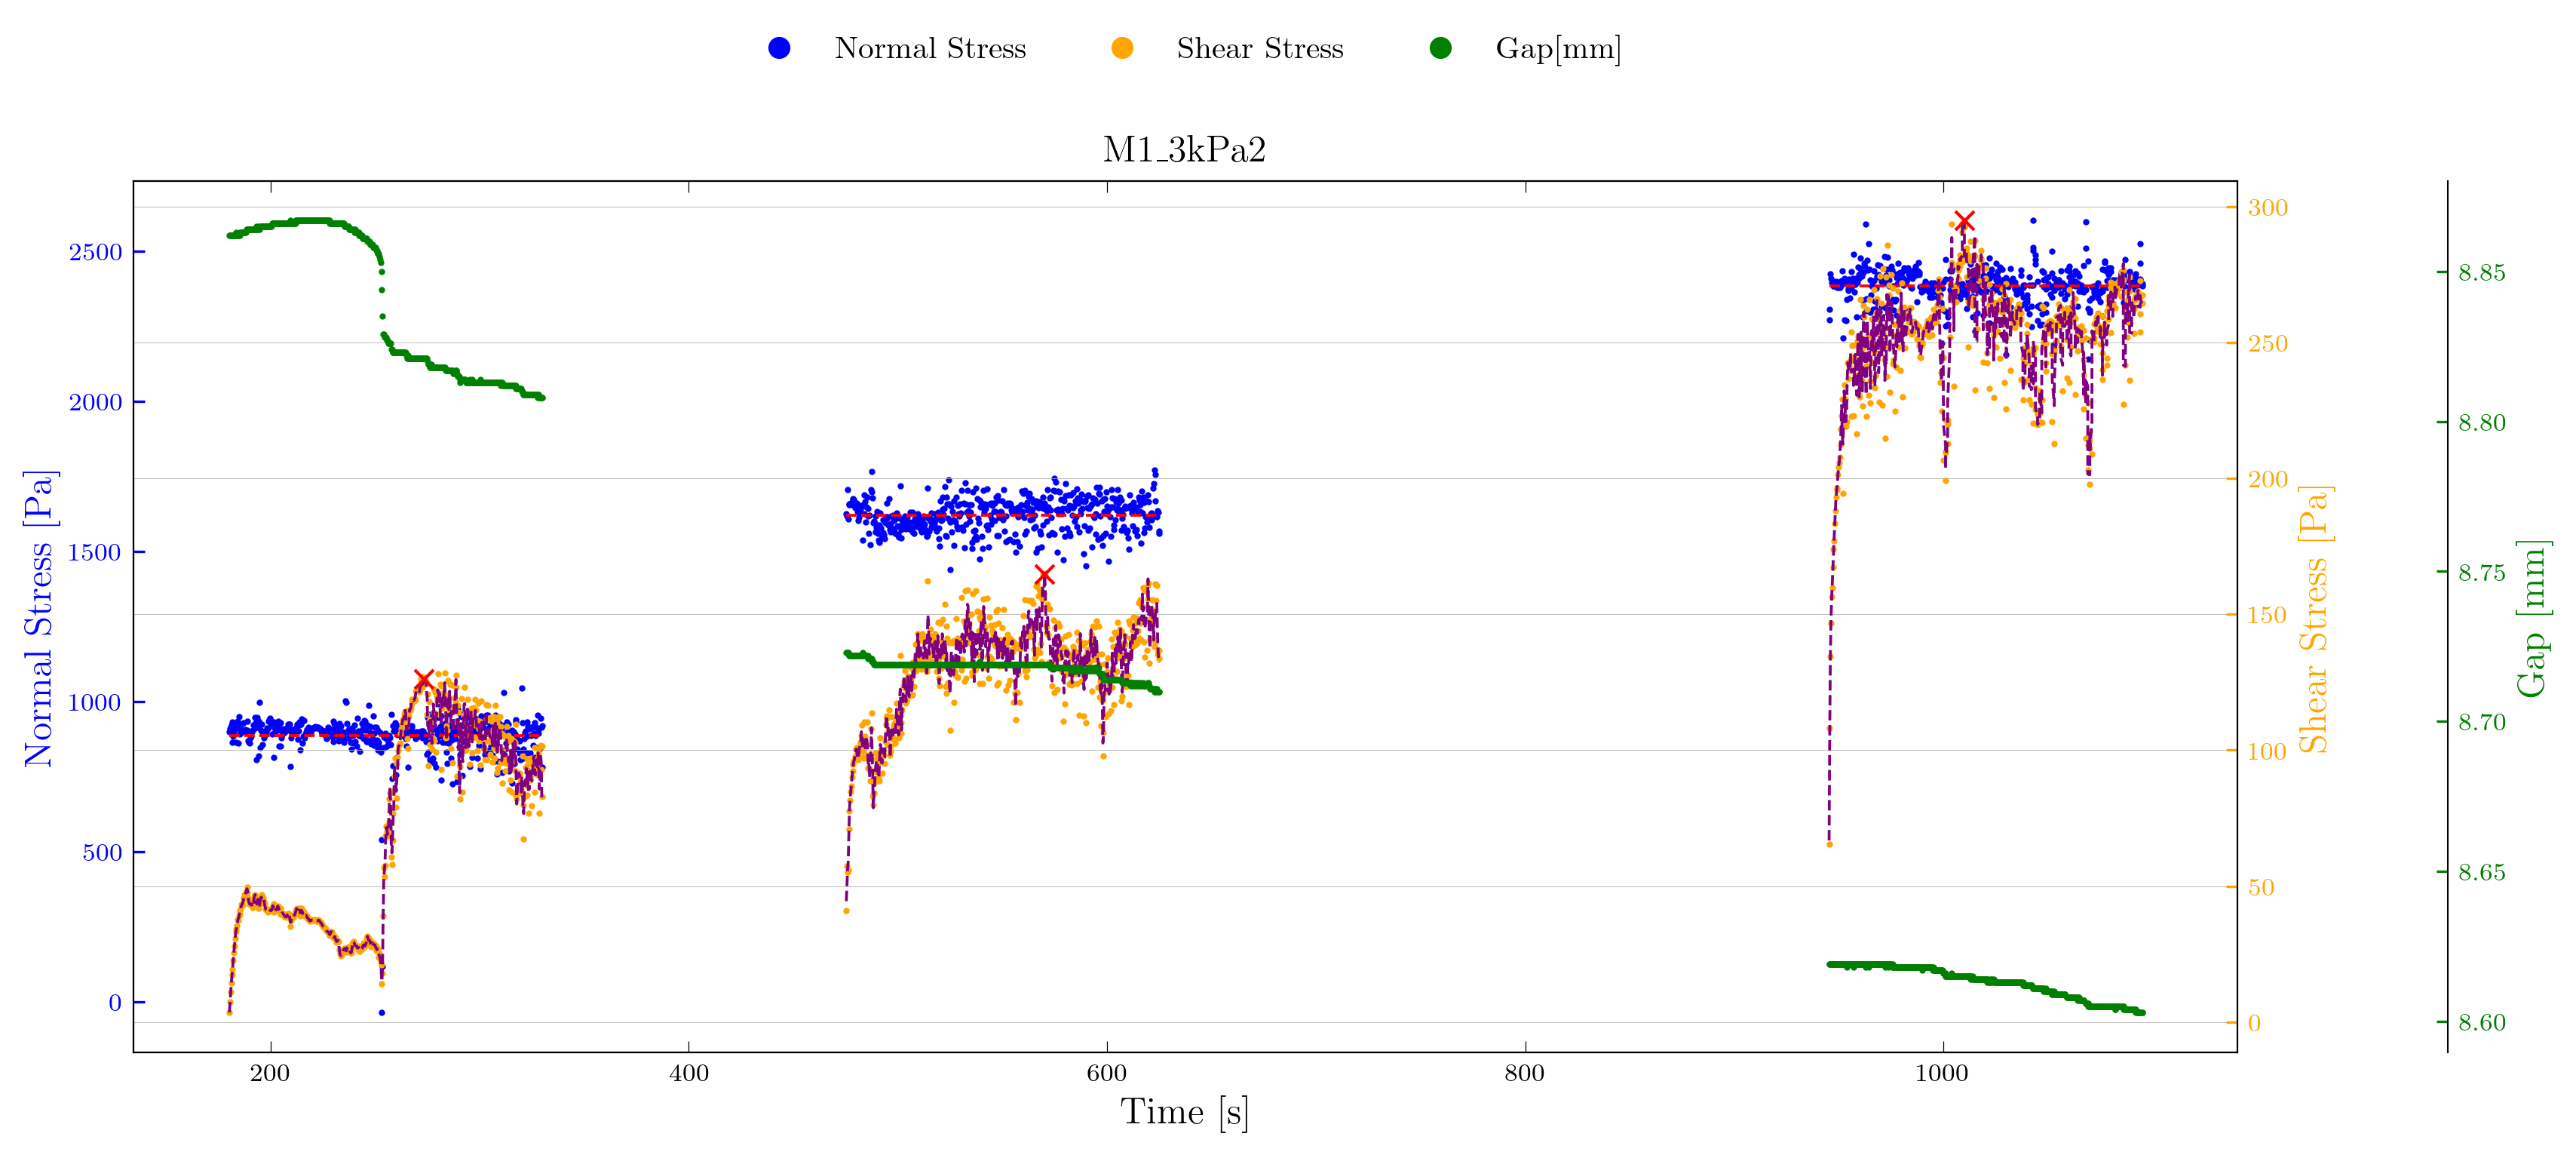 Normal Stress Shear Stress Gap[mm]
M1_3kPa2
Normal Stress [Pa]
2500
2000
1500
1000
500
0
300
250
200
150
100
50
0
Shear Stress [Pa]
8.85
8.80
8.75
8.70
8.65
8.60
Gap [mm]
200 400 600 800 1000
Time [s]